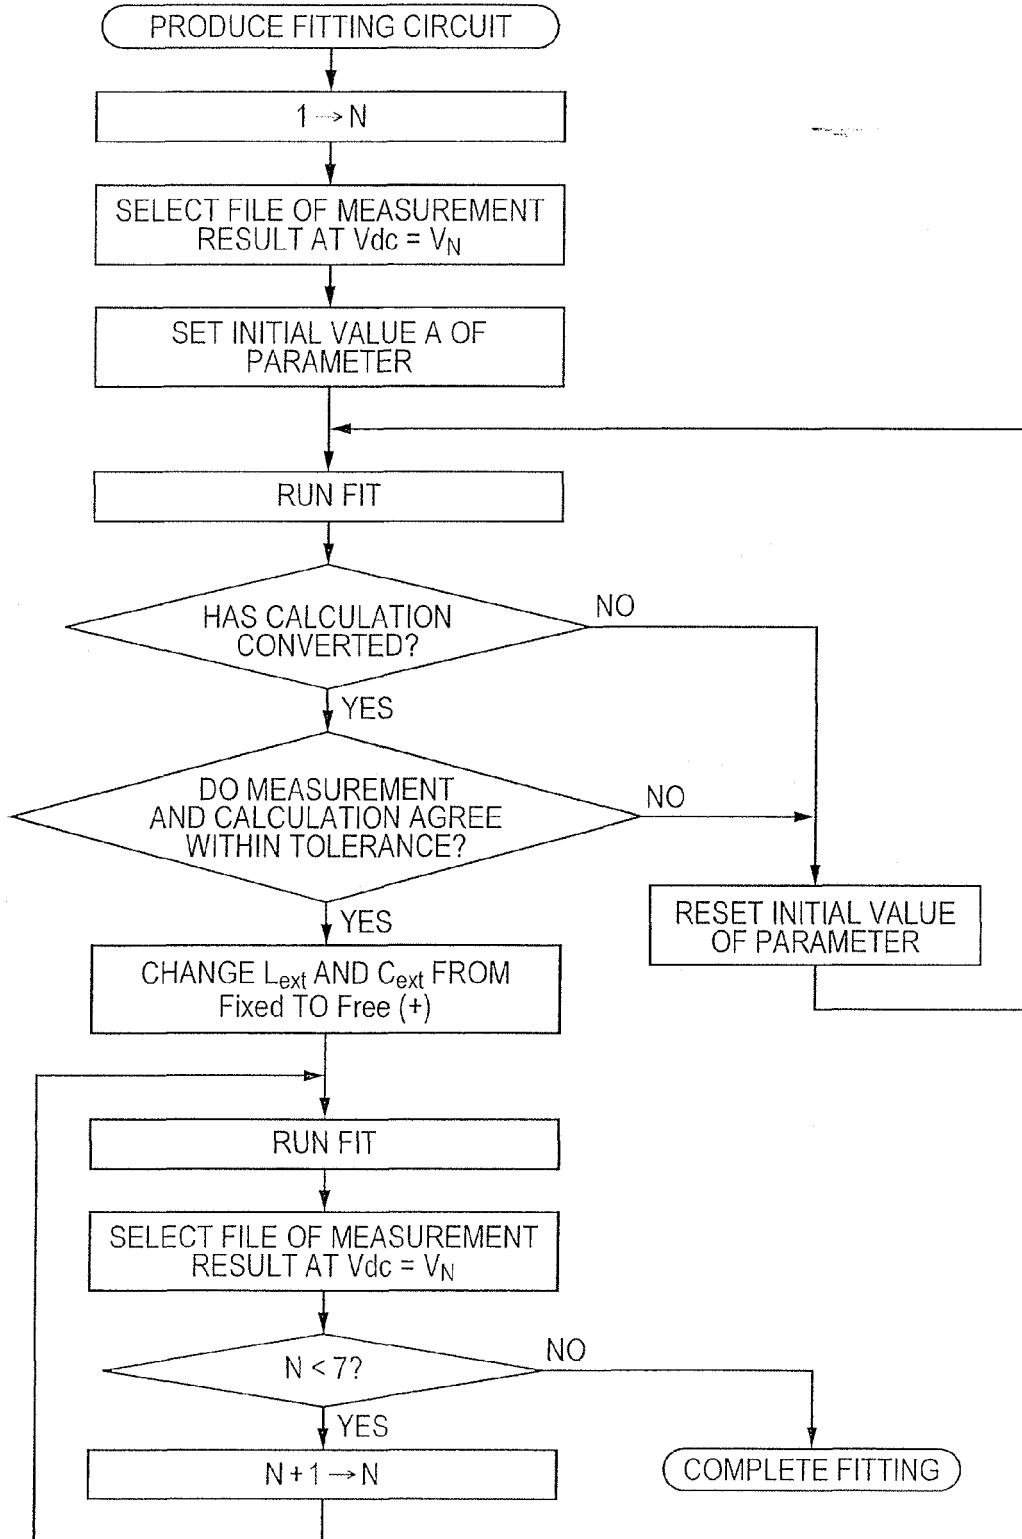 PRODUCE FITTING CIRCUIT
1 → N
SELECT FILE OF MEASUREMENT
RESULT AT Vdc = VN
SET INITIAL VALUE A OF
PARAMETER
RUN FIT
HAS CALCULATION
CONVERTED?
NO
YES
DO MEASUREMENT
AND CALCULATION AGREE
WITHIN TOLERANCE?
NO
YES
RESET INITIAL VALUE
OF PARAMETER
CHANGE Lext AND Cext FROM
Fixed TO Free (+)
RUN FIT
SELECT FILE OF MEASUREMENT
RESULT AT Vdc = VN
N < 7?
NO
YES
N + 1 → N
COMPLETE FITTING